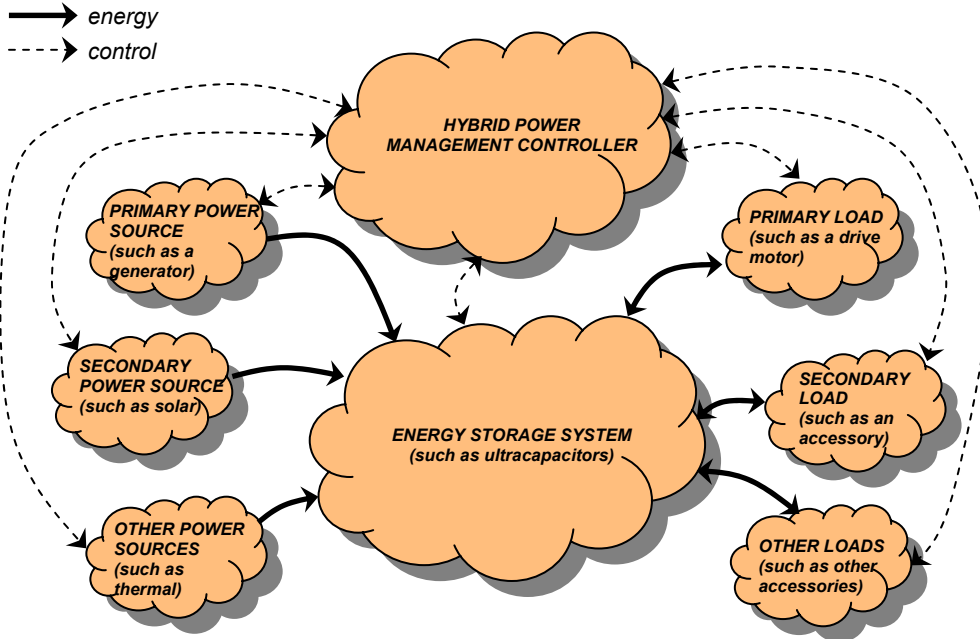 energy
control
HYBRID POWER
MANAGEMENT CONTROLLER
PRIMARY POWER
SOURCE
(such as a
generator)
PRIMARY LOAD
(such as a drive
motor)
SECONDARY
POWER SOURCE
(such as solar)
SECONDARY
LOAD
(such as an
accessory)
ENERGY STORAGE SYSTEM
(such as ultracapacitors)
OTHER POWER
SOURCES
(such as
thermal)
OTHER LOADS
(such as other
accessories)